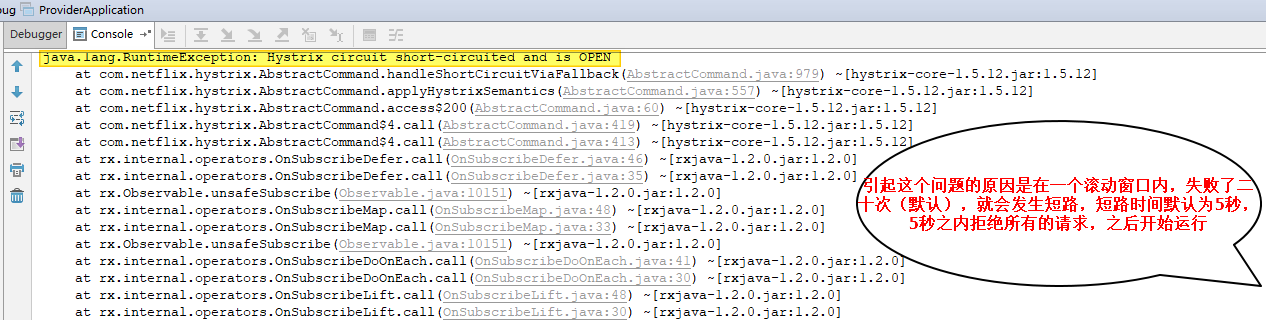 bug ProviderApplication
Debugger Console
java.lang.RuntimeException: Hystrix circuit short-circuited and is OPEN
at com.netflix.hystrix.AbstractCommand.handleShortCircuitViaFallback(AbstractCommand.java:979) ~[hystrix-core-1.5.12.jar:1.5.12]
at com.netflix.hystrix.AbstractCommand.applyHystrixSemantics(AbstractCommand.java:557) ~[hystrix-core-1.5.12.jar:1.5.12]
at com.netflix.hystrix.AbstractCommand.access$200(AbstractCommand.java:60) ~[hystrix-core-1.5.12.jar:1.5.12]
at com.netflix.hystrix.AbstractCommand$4.call(AbstractCommand.java:419) ~[hystrix-core-1.5.12.jar:1.5.12]
at com.netflix.hystrix.AbstractCommand$4.call(AbstractCommand.java:413) ~[hystrix-core-1.5.12.jar:1.5.12]
at rx.internal.operators.OnSubscribeDefer.call(OnSubscribeDefer.java:46) ~[rxjava-1.2.0.jar:1.2.0]
at rx.internal.operators.OnSubscribeDefer.call(OnSubscribeDefer.java:35) ~[rxjava-1.2.0.jar:1.2.0]
at rx.Observable.unsafeSubscribe(Observable.java:10151) ~[rxjava-1.2.0.jar:1.2.0]
at rx.internal.operators.OnSubscribeMap.call(OnSubscribeMap.java:48) ~[rxjava-1.2.0.jar:1.2.0]
at rx.internal.operators.OnSubscribeMap.call(OnSubscribeMap.java:33) ~[rxjava-1.2.0.jar:1.2.0]
at rx.Observable.unsafeSubscribe(Observable.java:10151) ~[rxjava-1.2.0.jar:1.2.0]
at rx.internal.operators.OnSubscribeDoOnEach.call(OnSubscribeDoOnEach.java:41) ~[rxjava-1.2.0.jar:1.2.0]
at rx.internal.operators.OnSubscribeDoOnEach.call(OnSubscribeDoOnEach.java:30) ~[rxjava-1.2.0.jar:1.2.0]
at rx.internal.operators.OnSubscribeLift.call(OnSubscribeLift.java:48) ~[rxjava-1.2.0.jar:1.2.0]
at rx.internal.operators.OnSubscribeLift.call(OnSubscribeLift.java:30) ~[rxjava-1.2.0.jar:1.2.0]
引起这个问题的原因是在一个滚动窗口内，失败了二
十次（默认），就会发生短路，短路时间默认为5秒，
5秒之内拒绝所有的请求，之后开始运行